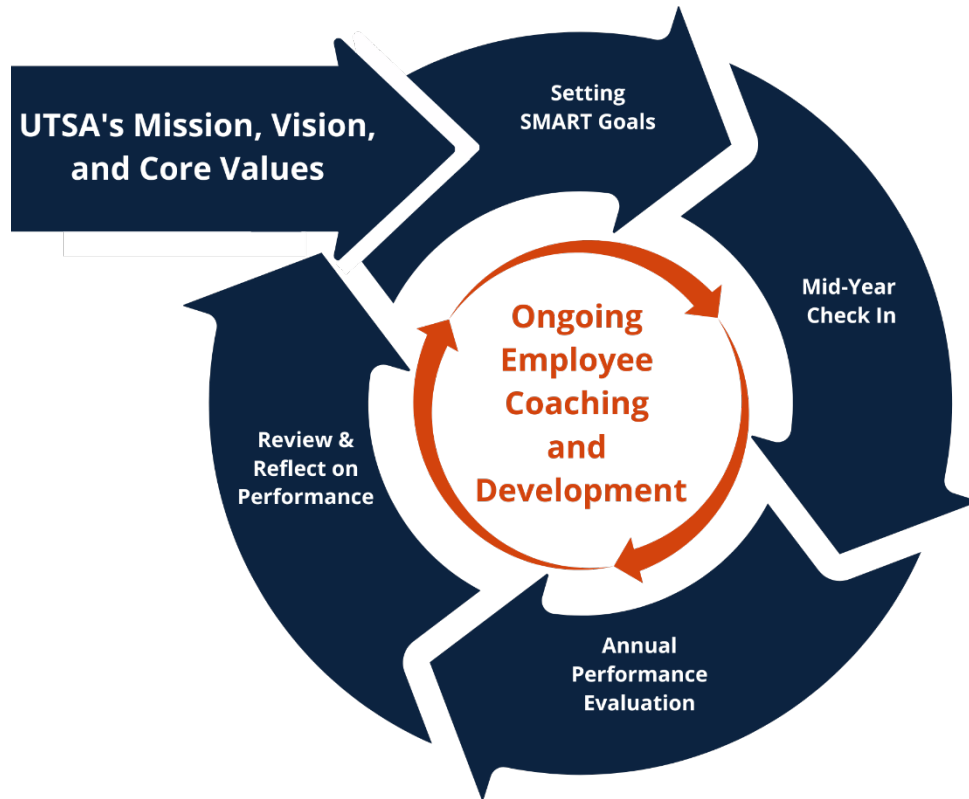 UTSA's Mission, Vision,
and Core Values
Setting
SMART Goals
Mid-Year
Check In
Annual
Performance
Evaluation
Review &
Reflect on
Performance
Ongoing
Employee
Coaching
and
Development